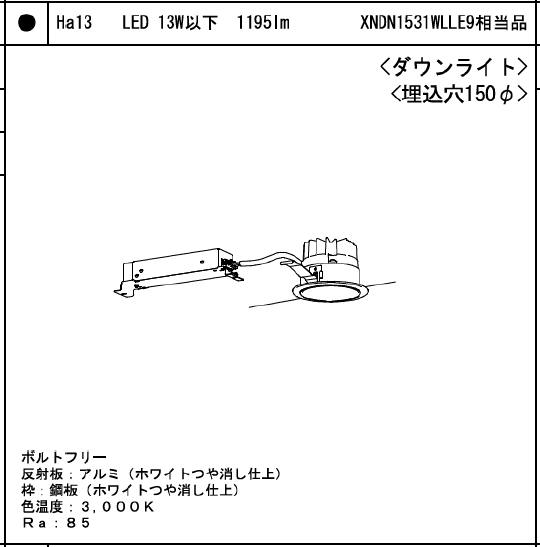 ● Ha13 LED 13W以下 1195lm XNDN1531WLLE9相当品
<ダウンライト>
<埋込穴150φ>
ボルトフリー
反射板：アルミ（ホワイトつや消し仕上）
枠：鋼板（ホワイトつや消し仕上）
色温度：３，０００Ｋ
Ｒａ：８５